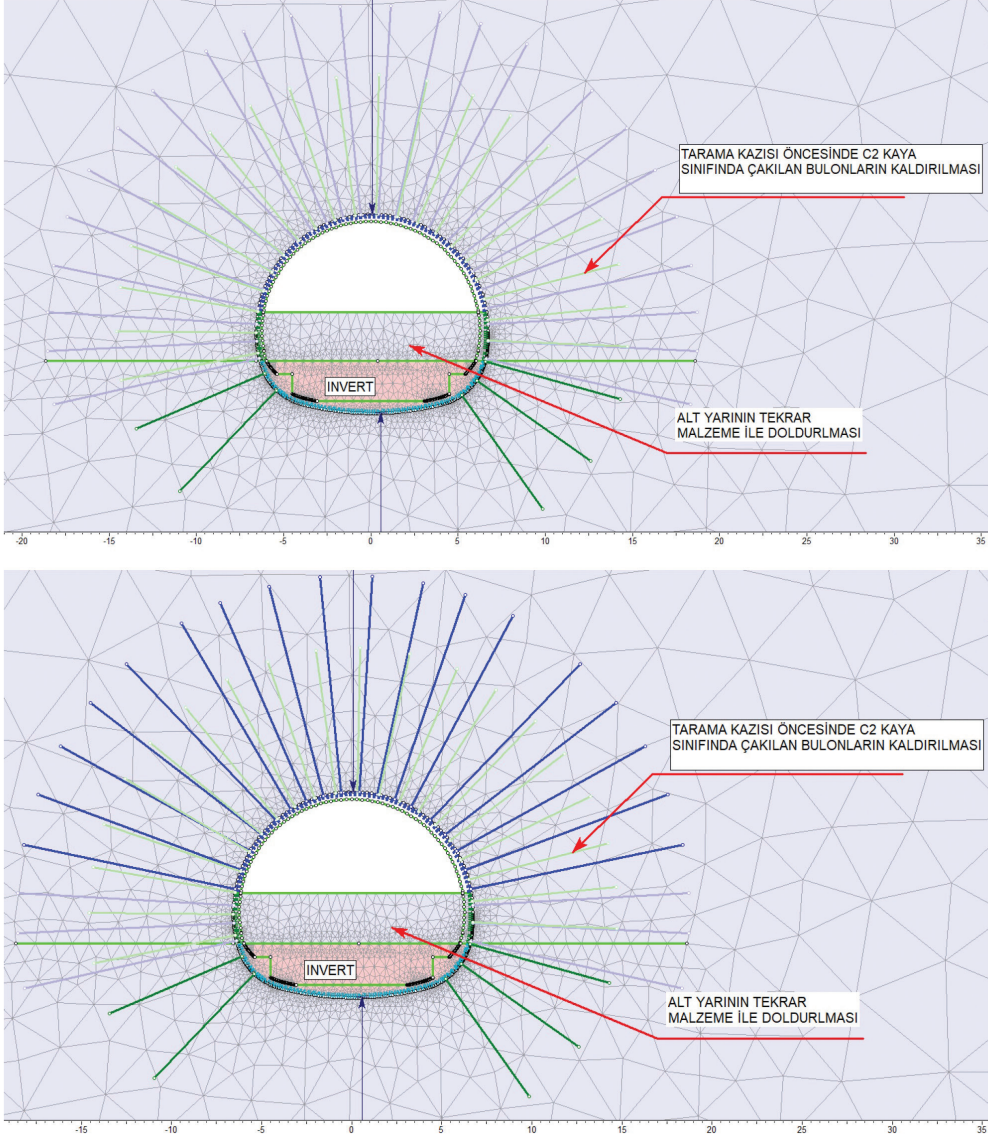 TARAMA KAZISI ÖNCESİNDE C2 KAYA
SINIFINDA ÇAKILAN BULONLARIN KALDIRILMASI
INVERT
ALT YARININ TEKRAR
MALZEME İLE DOLDURLMASI
-20 -15 -10 -5 0 5 10 15 20 25 30 35
TARAMA KAZISI ÖNCESİNDE C2 KAYA
SINIFINDA ÇAKILAN BULONLARIN KALDIRILMASI
INVERT
ALT YARININ TEKRAR
MALZEME İLE DOLDURLMASI
-15 -10 -5 0 5 10 15 20 25 30 35